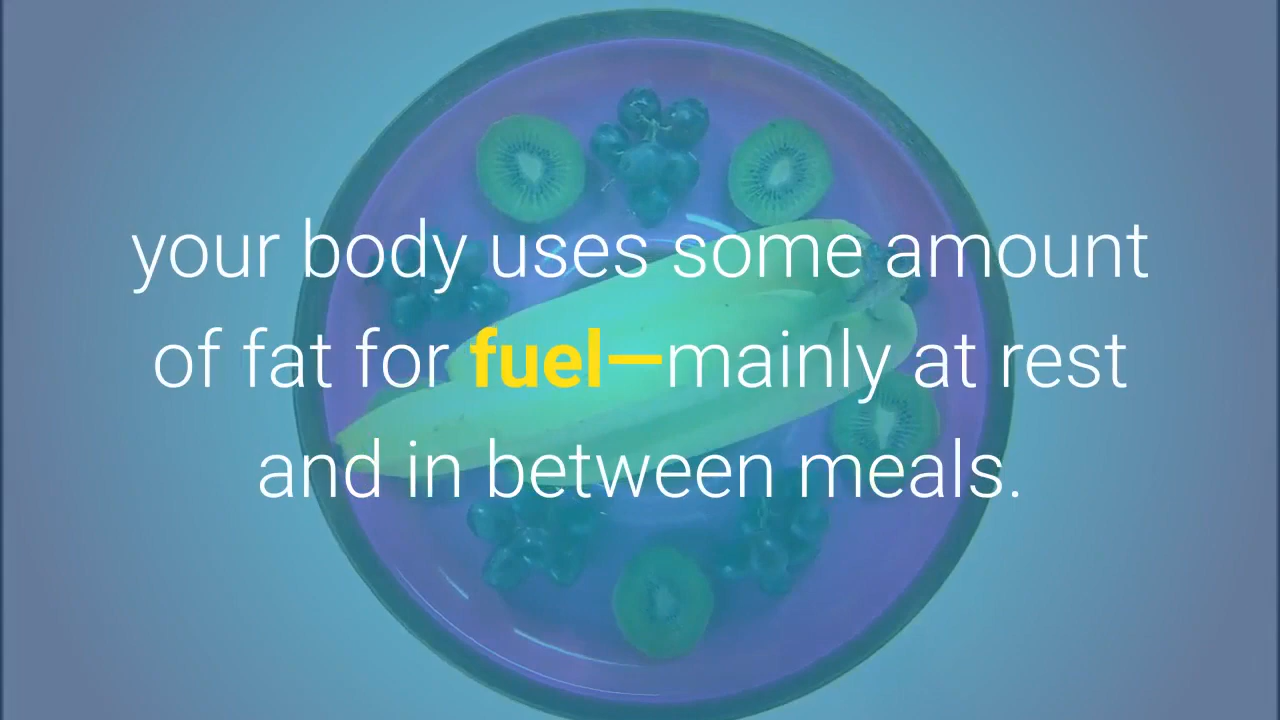 your body uses some amount
of fat for fuel—mainly at rest
and in between meals.